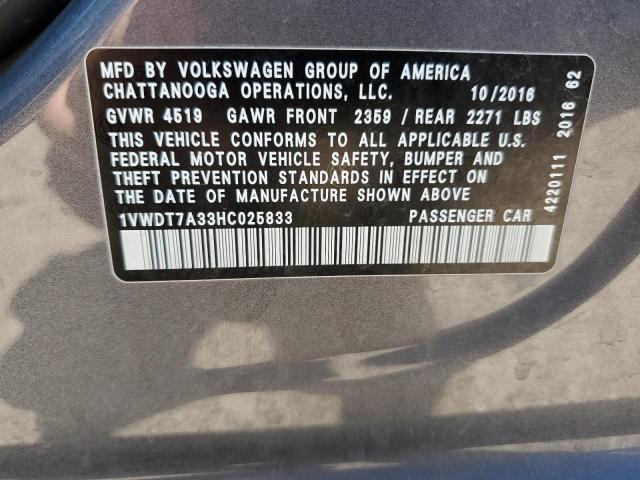 MFD BY VOLKSWAGEN GROUP OF AMERICA
CHATTANOOGA OPERATIONS, LLC. 10/2016
GVWR 4519 GAWR FRONT 2359 / REAR 2271 LBS
THIS VEHICLE CONFORMS TO ALL APPLICABLE U.S.
FEDERAL MOTOR VEHICLE SAFETY, BUMPER AND
THEFT PREVENTION STANDARDS IN EFFECT ON
THE DATE OF MANUFACTURE SHOWN ABOVE
1VWDT7A33HC025833 PASSENGER CAR
4220111 2016 62